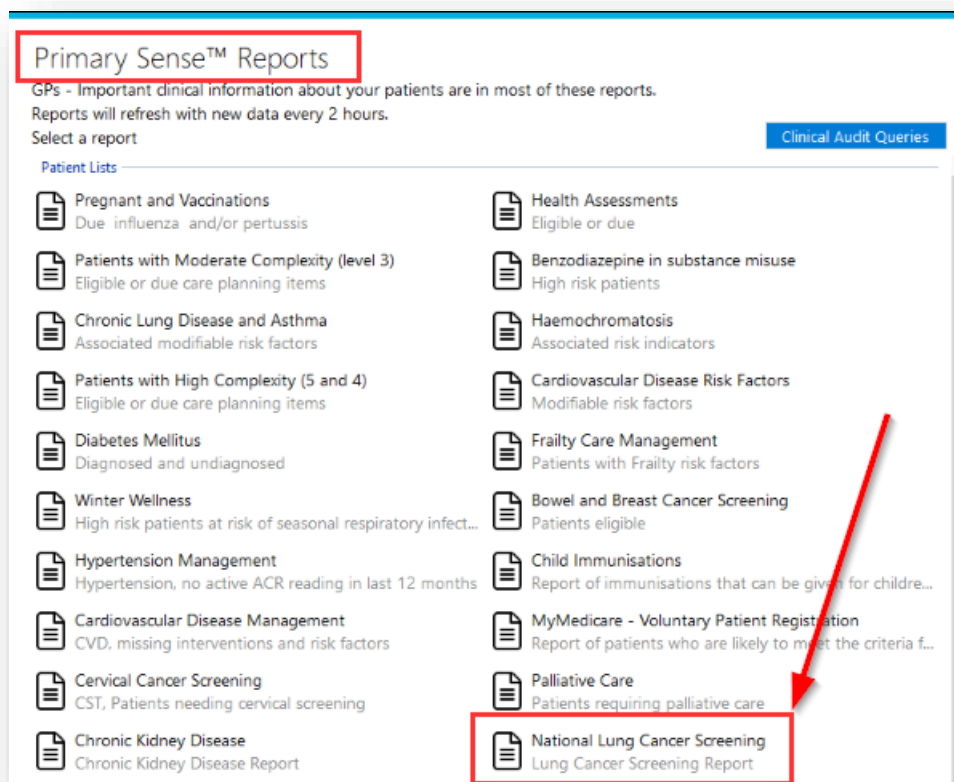 Primary Sense™ Reports
GPs - Important clinical information about your patients are in most of these reports.
Reports will refresh with new data every 2 hours.
Select a report
Clinical Audit Queries
Patient Lists
Pregnant and Vaccinations
Due influenza and/or pertussis
Health Assessments
Eligible or due
Patients with Moderate Complexity (level 3)
Eligible or due care planning items
Benzodiazepine in substance misuse
High risk patients
Chronic Lung Disease and Asthma
Associated modifiable risk factors
Haemochromatosis
Associated risk indicators
Patients with High Complexity (5 and 4)
Eligible or due care planning items
Cardiovascular Disease Risk Factors
Modifiable risk factors
Diabetes Mellitus
Diagnosed and undiagnosed
Frailty Care Management
Patients with Frailty risk factors
Winter Wellness
High risk patients at risk of seasonal respiratory infect...
Bowel and Breast Cancer Screening
Patients eligible
Hypertension Management
Hypertension, no active ACR reading in last 12 months
Child Immunisations
Report of immunisations that can be given for childre...
Cardiovascular Disease Management
CVD, missing interventions and risk factors
MyMedicare - Voluntary Patient Registration
Report of patients who are likely to meet the criteria f...
Cervical Cancer Screening
CST, Patients needing cervical screening
Palliative Care
Patients requiring palliative care
Chronic Kidney Disease
Chronic Kidney Disease Report
National Lung Cancer Screening
Lung Cancer Screening Report